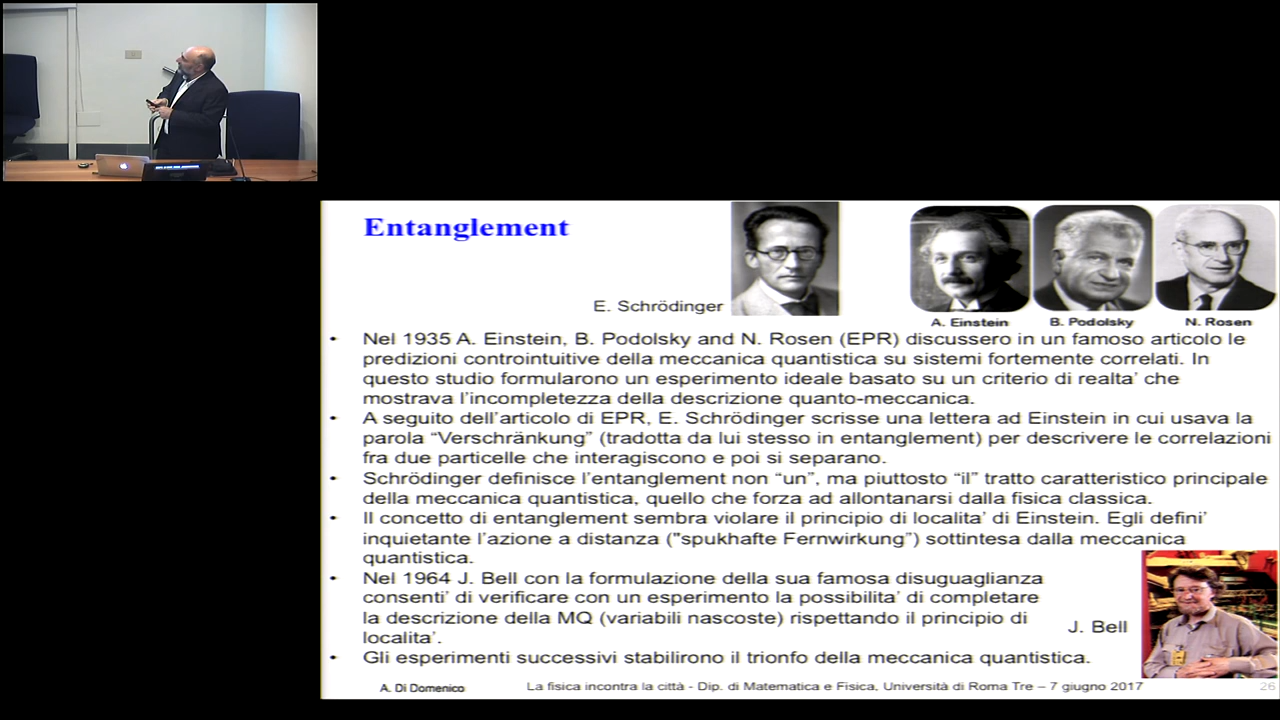 Entanglement
E. Schrödinger
A. Einstein
B. Podolsky
N. Rosen
• Nel 1935 A. Einstein, B. Podolsky and N. Rosen (EPR) discussero in un famoso articolo le
predizioni controintuitive della meccanica quantistica su sistemi fortemente correlati. In
questo studio formularono un esperimento ideale basato su un criterio di realta’ che
mostrava l’incompletezza della descrizione quanto-meccanica.
• A seguito dell’articolo di EPR, E. Schrödinger scrisse una lettera ad Einstein in cui usava la
parola “Verschränkung” (tradotta da lui stesso in entanglement) per descrivere le correlazioni
fra due particelle che interagiscono e poi si separano.
• Schrödinger definisce l’entanglement non “un”, ma piuttosto “il” tratto caratteristico principale
della meccanica quantistica, quello che forza ad allontanarsi dalla fisica classica.
• Il concetto di entanglement sembra violare il principio di localita’ di Einstein. Egli defini’
inquietante l’azione a distanza ("spukhafte Fernwirkung”) sottintesa dalla meccanica
quantistica.
• Nel 1964 J. Bell con la formulazione della sua famosa disuguaglianza
consenti’ di verificare con un esperimento la possibilita’ di completare
la descrizione della MQ (variabili nascoste) rispettando il principio di
localita’.
J. Bell
• Gli esperimenti successivi stabilirono il trionfo della meccanica quantistica.
A. Di Domenico
La fisica incontra la città - Dip. di Matematica e Fisica, Università di Roma Tre – 7 giugno 2017
26